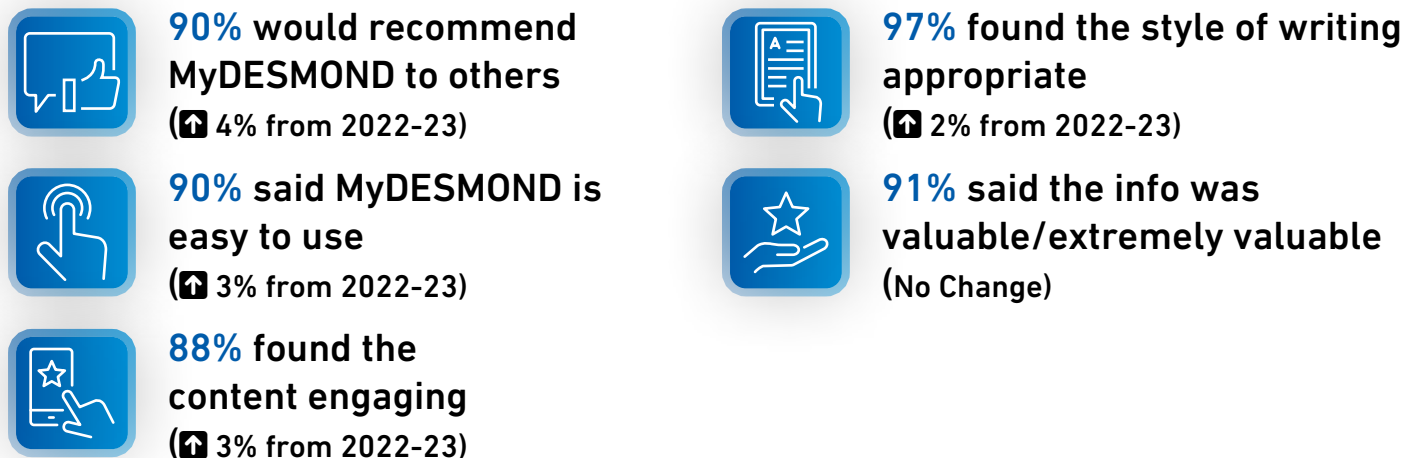 90% would recommend
MyDESMOND to others
(⬆ 4% from 2022-23)
90% said MyDESMOND is
easy to use
(⬆ 3% from 2022-23)
88% found the
content engaging
(⬆ 3% from 2022-23)
A
97% found the style of writing
appropriate
(⬆ 2% from 2022-23)
91% said the info was
valuable/extremely valuable
(No Change)